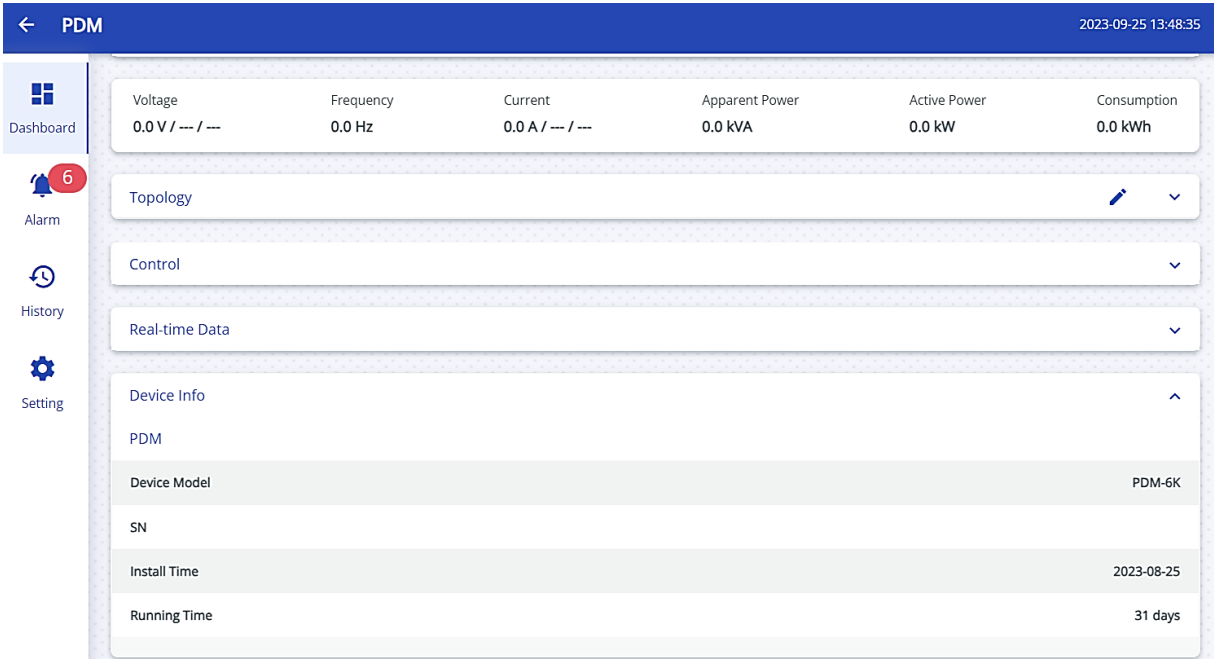 PDM
2023-09-25 13:48:35
Dashboard
6
Alarm
History
Setting
Voltage Frequency Current Apparent Power Active Power Consumption
0.0 V / --- / --- 0.0 Hz 0.0 A / --- / --- 0.0 kVA 0.0 kW 0.0 kWh
Topology
Control
Real-time Data
Device Info
PDM
Device Model PDM-6K
SN
Install Time 2023-08-25
Running Time 31 days